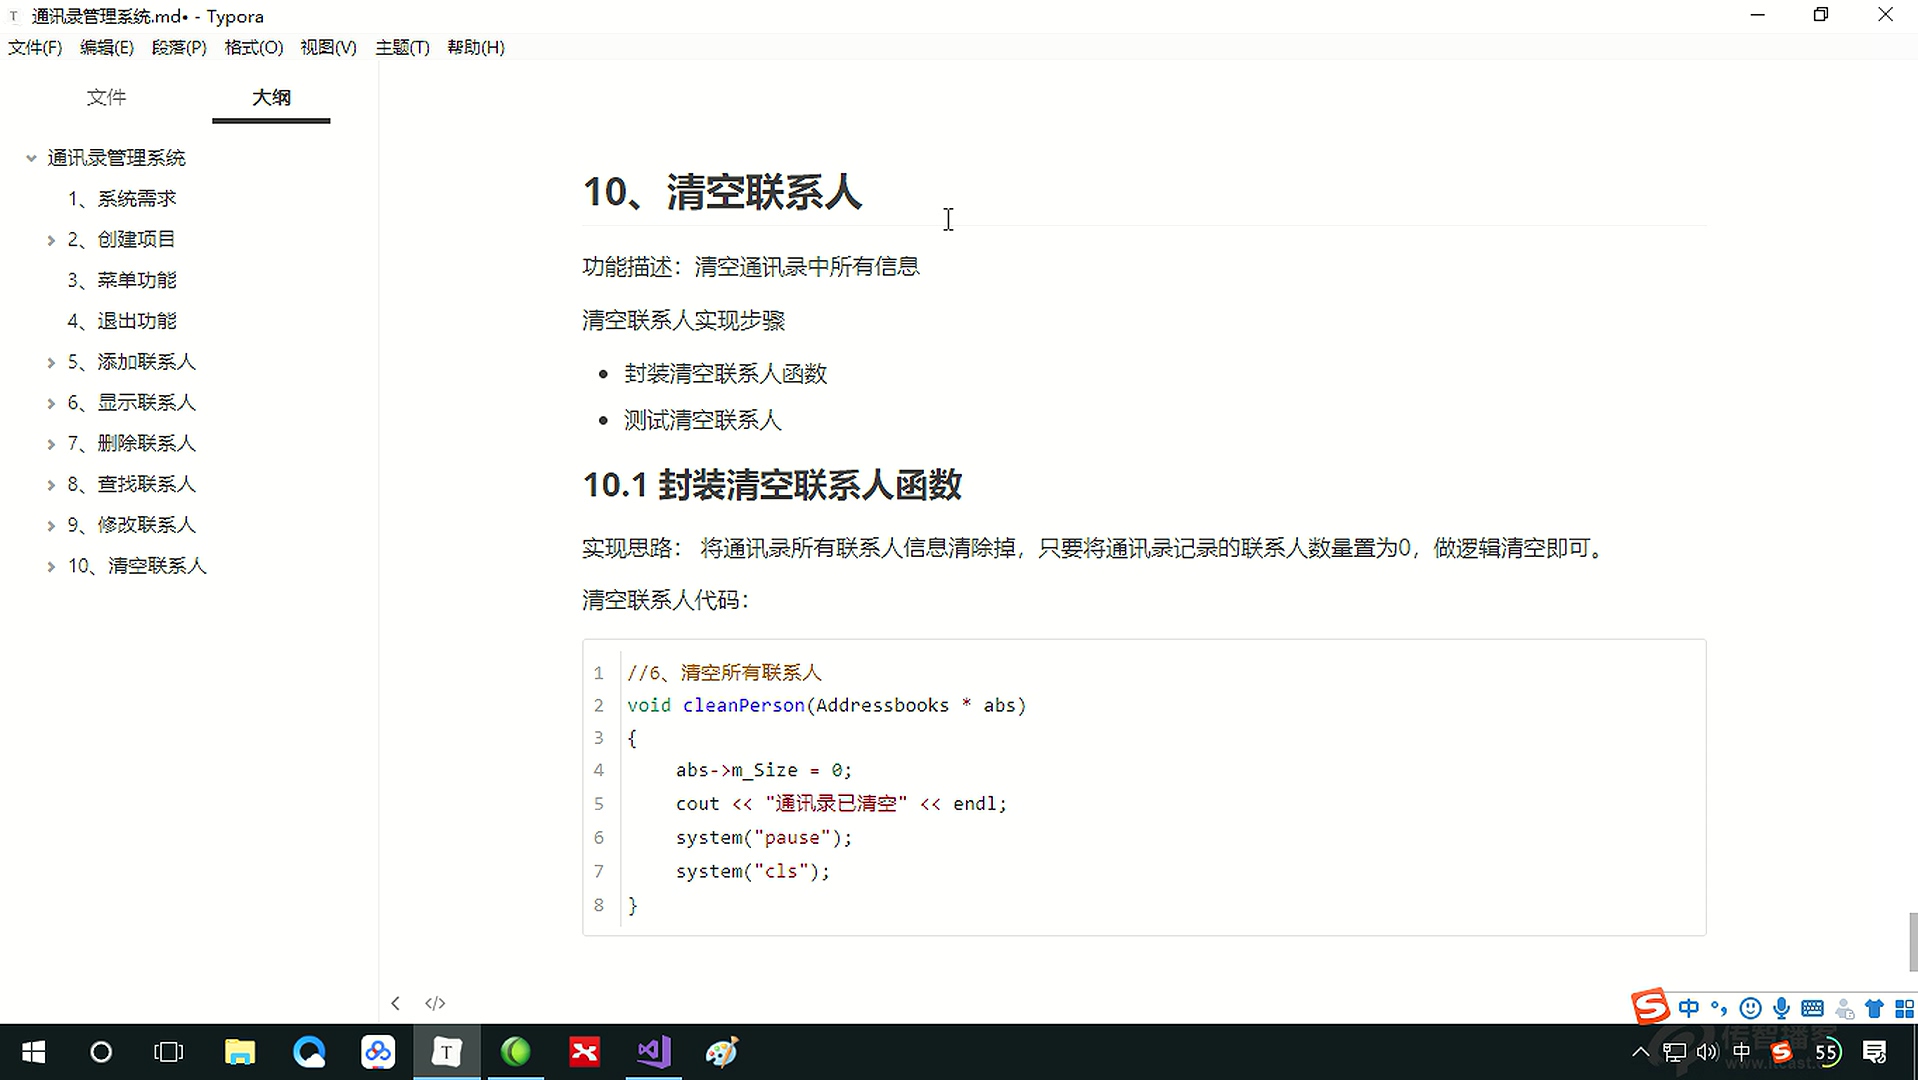 通讯录管理系统.md• - Typora
文件(F) 编辑(E) 段落(P) 格式(O) 视图(V) 主题(T) 帮助(H)
文件 大纲
通讯录管理系统
1、系统需求
2、创建项目
3、菜单功能
4、退出功能
5、添加联系人
6、显示联系人
7、删除联系人
8、查找联系人
9、修改联系人
10、清空联系人
10、清空联系人
功能描述：清空通讯录中所有信息
清空联系人实现步骤
封装清空联系人函数
测试清空联系人
10.1 封装清空联系人函数
实现思路： 将通讯录所有联系人信息清除掉，只要将通讯录记录的联系人数量置为0，做逻辑清空即可。
清空联系人代码：
1 //6、清空所有联系人
2 void cleanPerson(Addressbooks * abs)
3 {
4 abs->m_Size = 0;
5 cout << "通讯录已清空" << endl;
6 system("pause");
7 system("cls");
8 }
中
传智播客
中 55